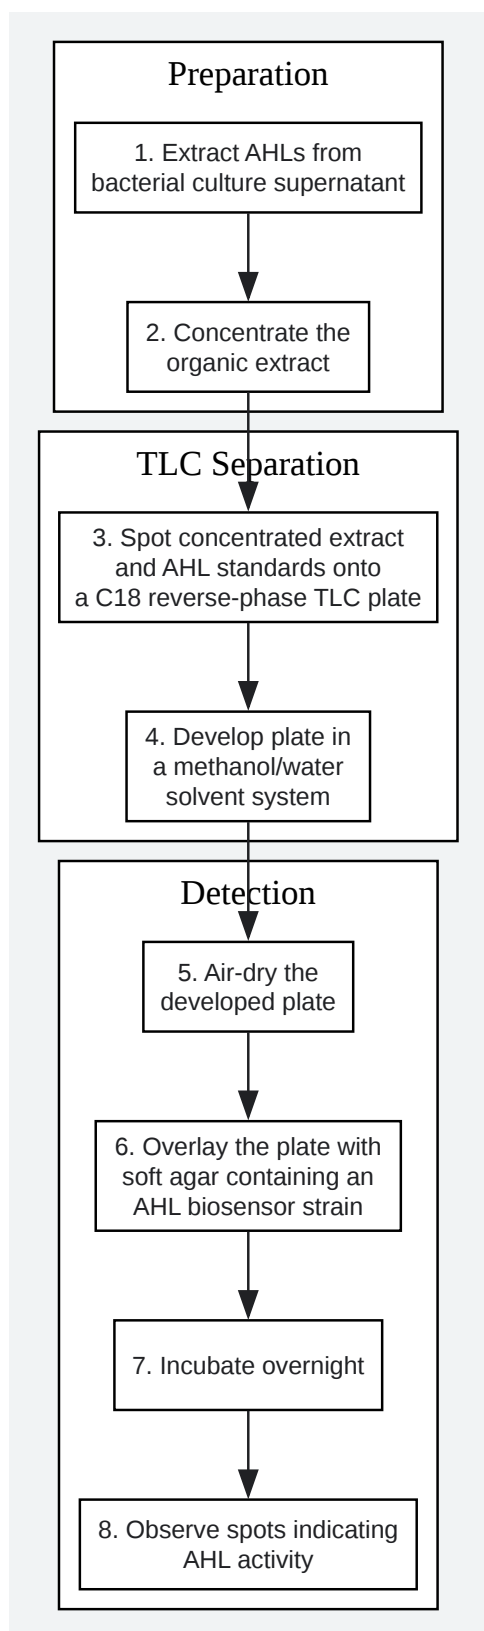 Preparation
1. Extract AHLs from
bacterial culture supernatant
2. Concentrate the
organic extract
TLC Separation
3. Spot concentrated extract
and AHL standards onto
a C18 reverse-phase TLC plate
4. Develop plate in
a methanol/water
solvent system
Detection
5. Air-dry the
developed plate
6. Overlay the plate with
soft agar containing an
AHL biosensor strain
7. Incubate overnight
8. Observe spots indicating
AHL activity